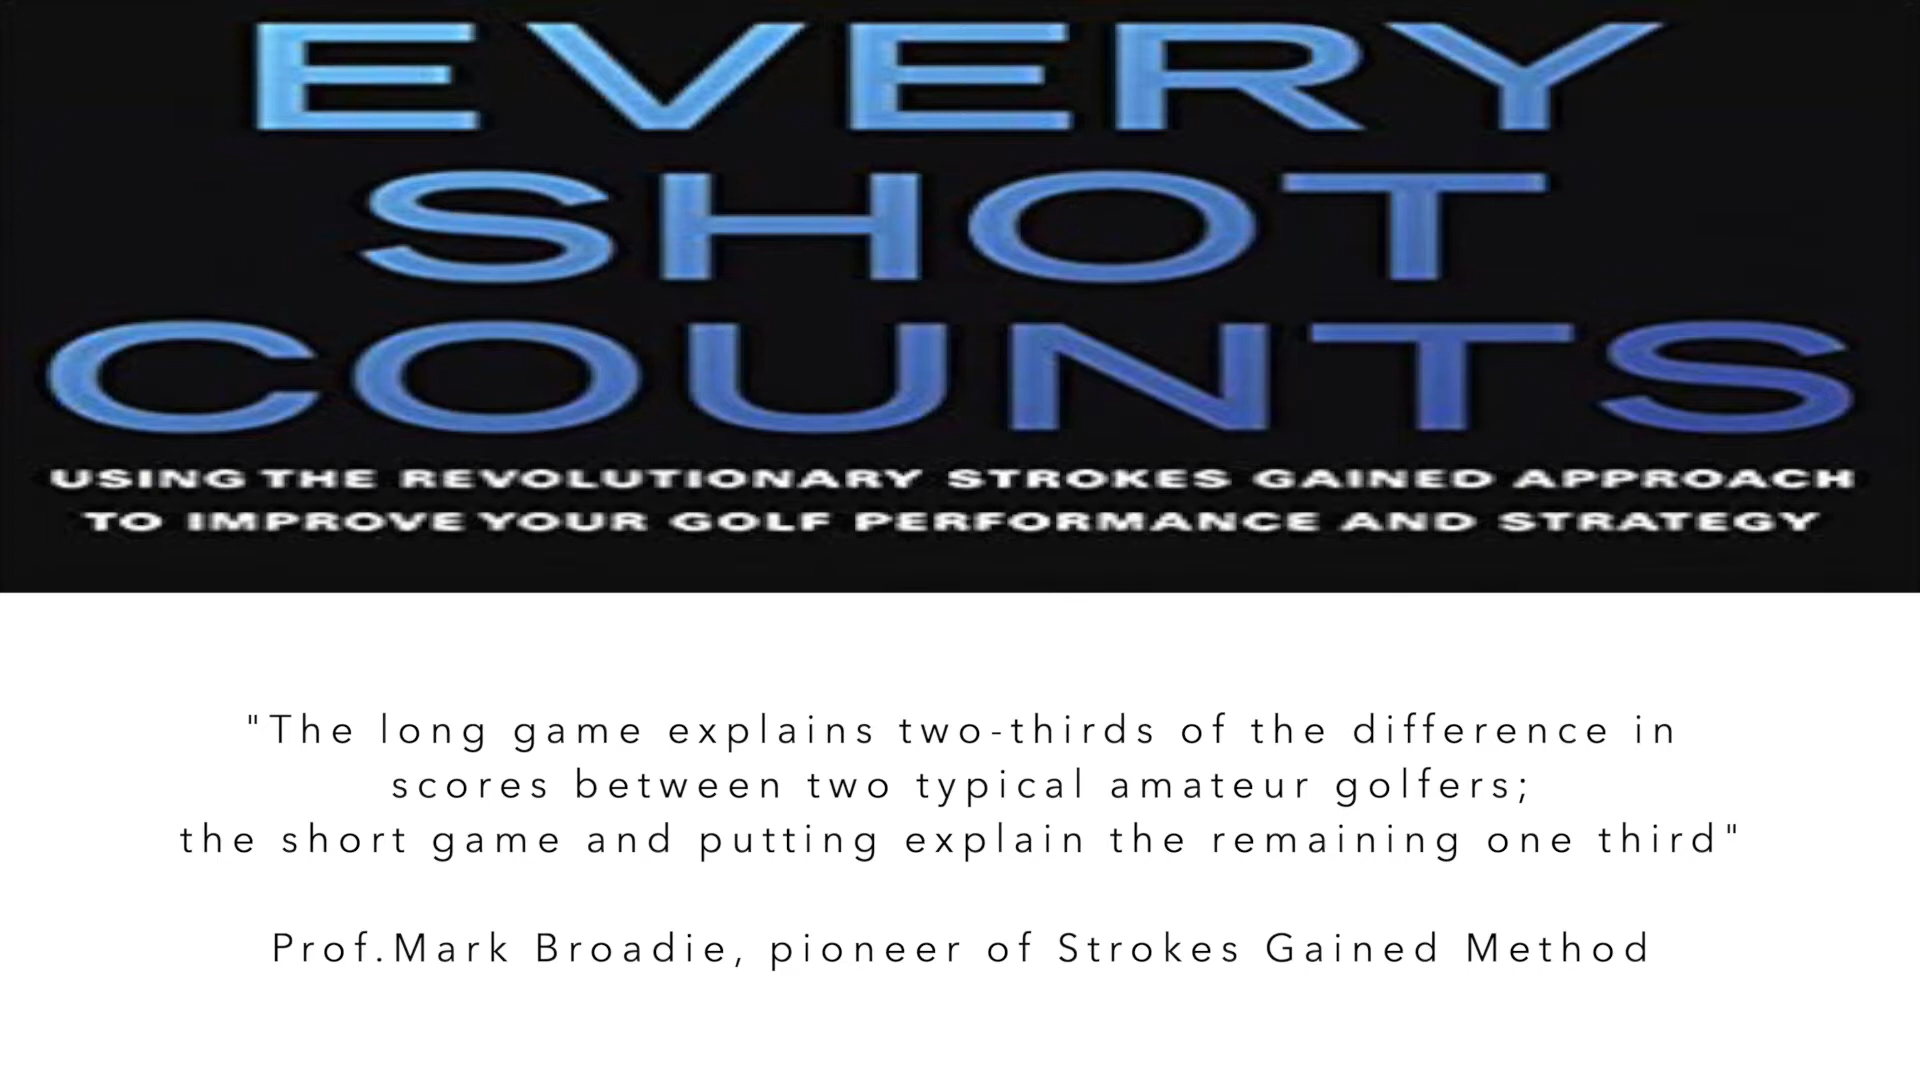 EVERY
SHOT
COUNTS
USING THE REVOLUTIONARY STROKES GAINED APPROACH
TO IMPROVE YOUR GOLF PERFORMANCE AND STRATEGY
"The long game explains two-thirds of the difference in
scores between two typical amateur golfers;
the short game and putting explain the remaining one third"
Prof.Mark Broadie, pioneer of Strokes Gained Method